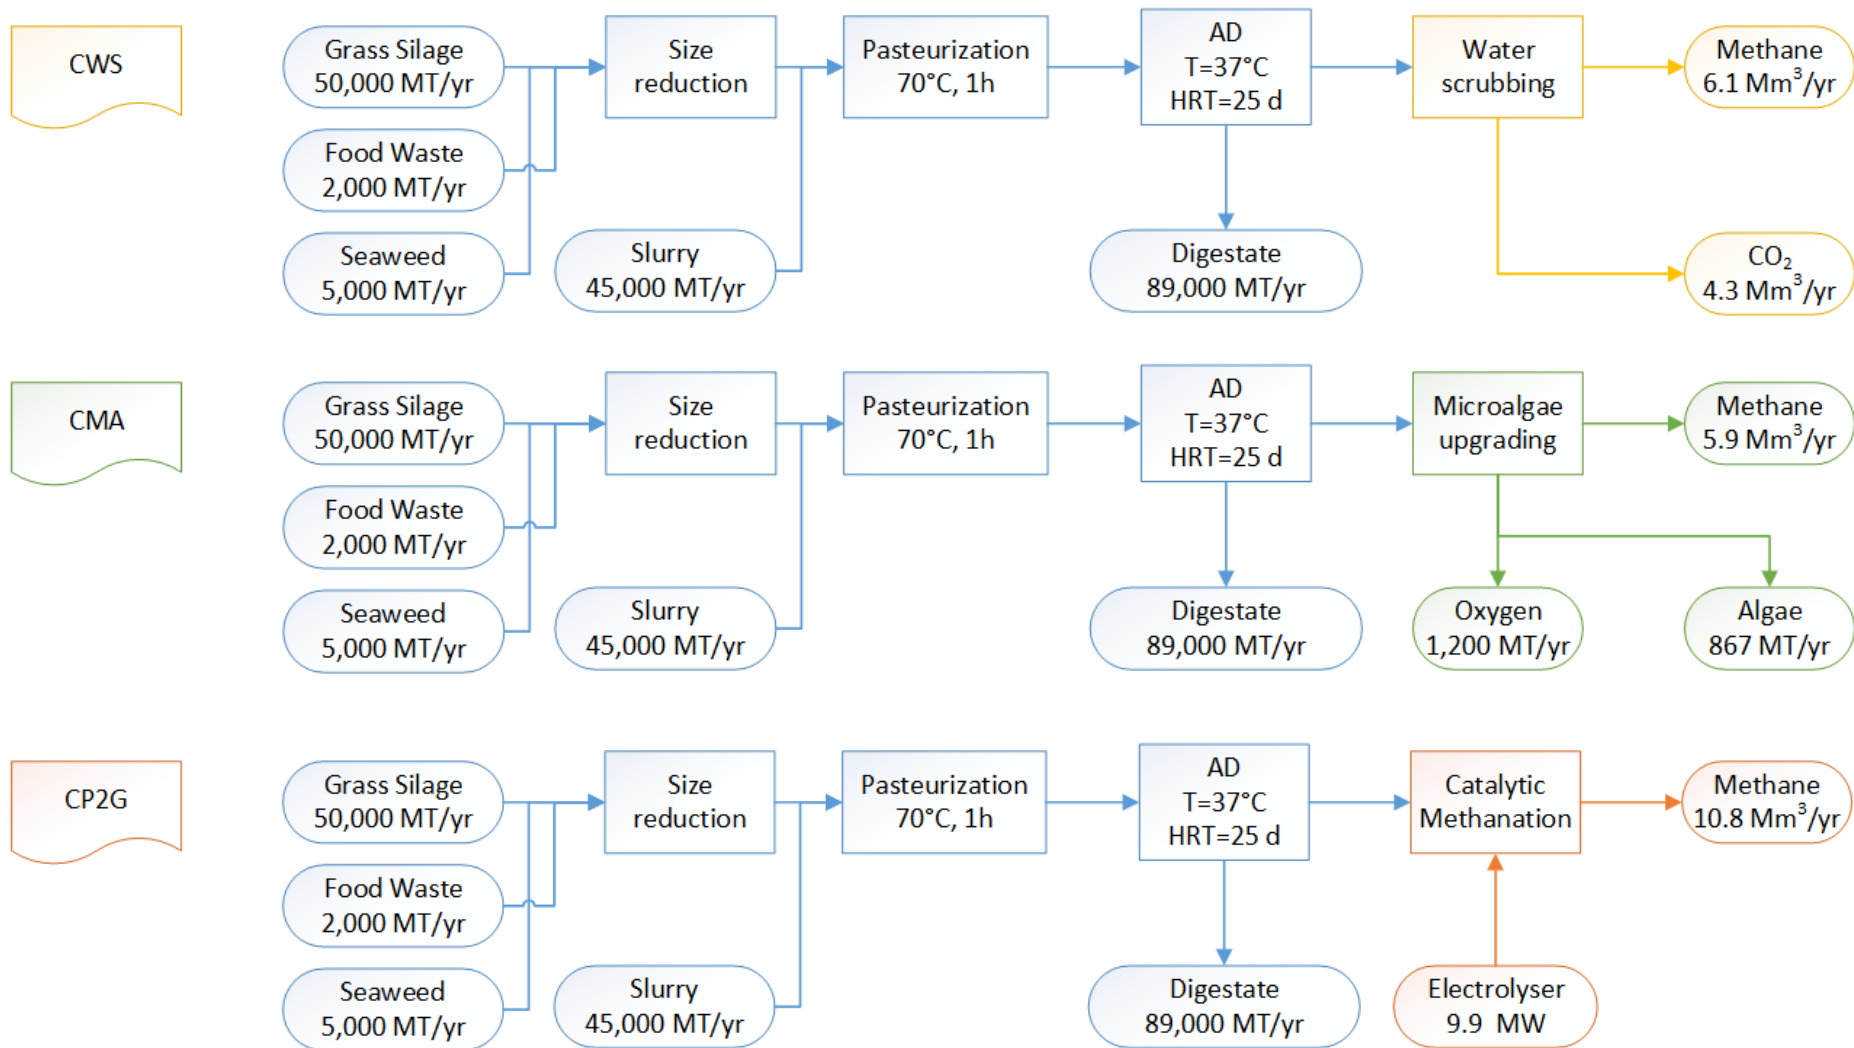 CWS
Grass Silage
50,000 MT/yr
Food Waste
2,000 MT/yr
Seaweed
5,000 MT/yr
Size
reduction
Slurry
45,000 MT/yr
Pasteurization
70°C, 1h
AD
T=37°C
HRT=25 d
Digestate
89,000 MT/yr
Water
scrubbing
Methane
6.1 Mm³/yr
CO₂
4.3 Mm³/yr
CMA
Grass Silage
50,000 MT/yr
Food Waste
2,000 MT/yr
Seaweed
5,000 MT/yr
Size
reduction
Slurry
45,000 MT/yr
Pasteurization
70°C, 1h
AD
T=37°C
HRT=25 d
Digestate
89,000 MT/yr
Microalgae
upgrading
Methane
5.9 Mm³/yr
Oxygen
1,200 MT/yr
Algae
867 MT/yr
CP2G
Grass Silage
50,000 MT/yr
Food Waste
2,000 MT/yr
Seaweed
5,000 MT/yr
Size
reduction
Slurry
45,000 MT/yr
Pasteurization
70°C, 1h
AD
T=37°C
HRT=25 d
Digestate
89,000 MT/yr
Catalytic
Methanation
Methane
10.8 Mm³/yr
Electrolyser
9.9 MW